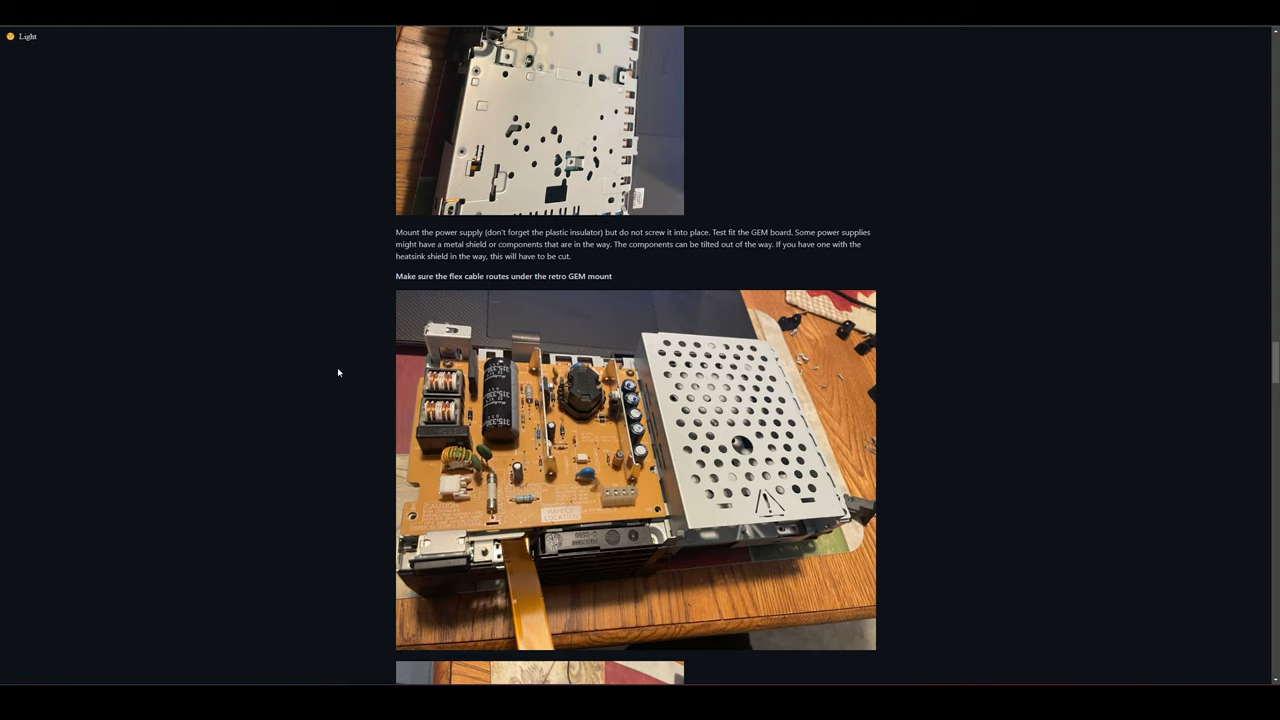 Light
Mount the power supply (don't forget the plastic insulator) but do not screw it into place. Test fit the GEM board. Some power supplies
might have a metal shield or components that are in the way. The components can be tilted out of the way. If you have one with the
heatsink shield in the way, this will have to be cut.
Make sure the flex cable routes under the retro GEM mount
CAUTION
HANDLE
LOCATION